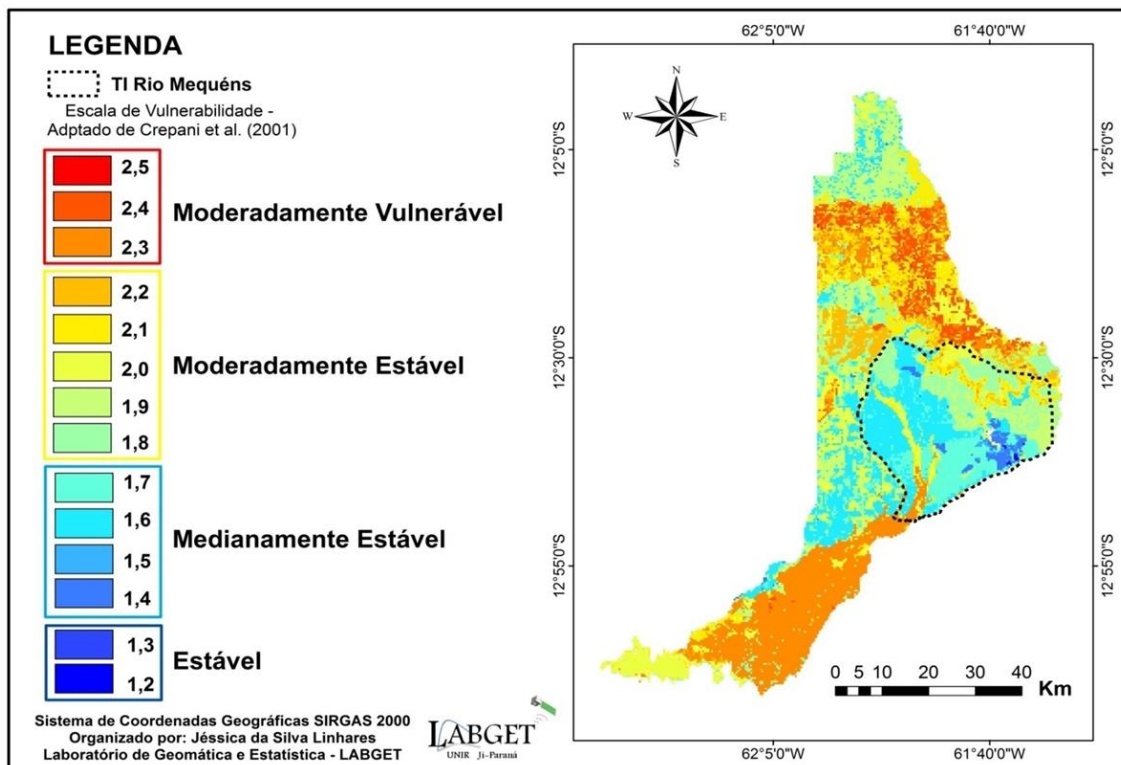 LEGENDA
TI Rio Mequéns
Escala de Vulnerabilidade -
Adptado de Crepani et al. (2001)
2,5
2,4
2,3
Moderadamente Vulnerável
2,2
2,1
2,0
1,9
1,8
Moderadamente Estável
1,7
1,6
1,5
1,4
Medianamente Estável
1,3
1,2
Estável
Sistema de Coordenadas Geográficas SIRGAS 2000
Organizado por: Jéssica da Silva Linhares
Laboratório de Geomática e Estatística - LABGET
LABGET
UNIR Ji-Paraná
62°5'0"W 61°40'0"W
N
W E
S
12°5'0"S 12°5'0"S
12°30'0"S 12°30'0"S
12°55'0"S 12°55'0"S
0 5 10 20 30 40
Km
62°5'0"W 61°40'0"W